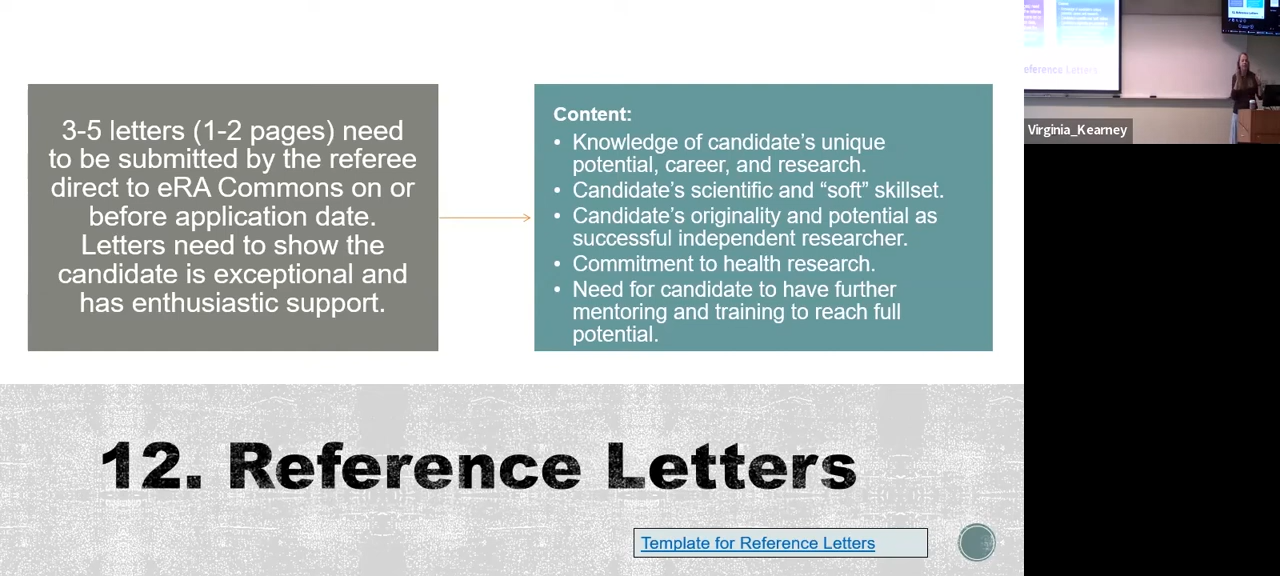 3-5 letters (1-2 pages) need
to be submitted by the referee
direct to eRA Commons on or
before application date.
Letters need to show the
candidate is exceptional and
has enthusiastic support.
Content:
• Knowledge of candidate’s unique
potential, career, and research.
• Candidate’s scientific and “soft” skillset.
• Candidate’s originality and potential as
successful independent researcher.
• Commitment to health research.
• Need for candidate to have further
mentoring and training to reach full
potential.
12. Reference Letters
Template for Reference Letters
eference Letters
Virginia_Kearney